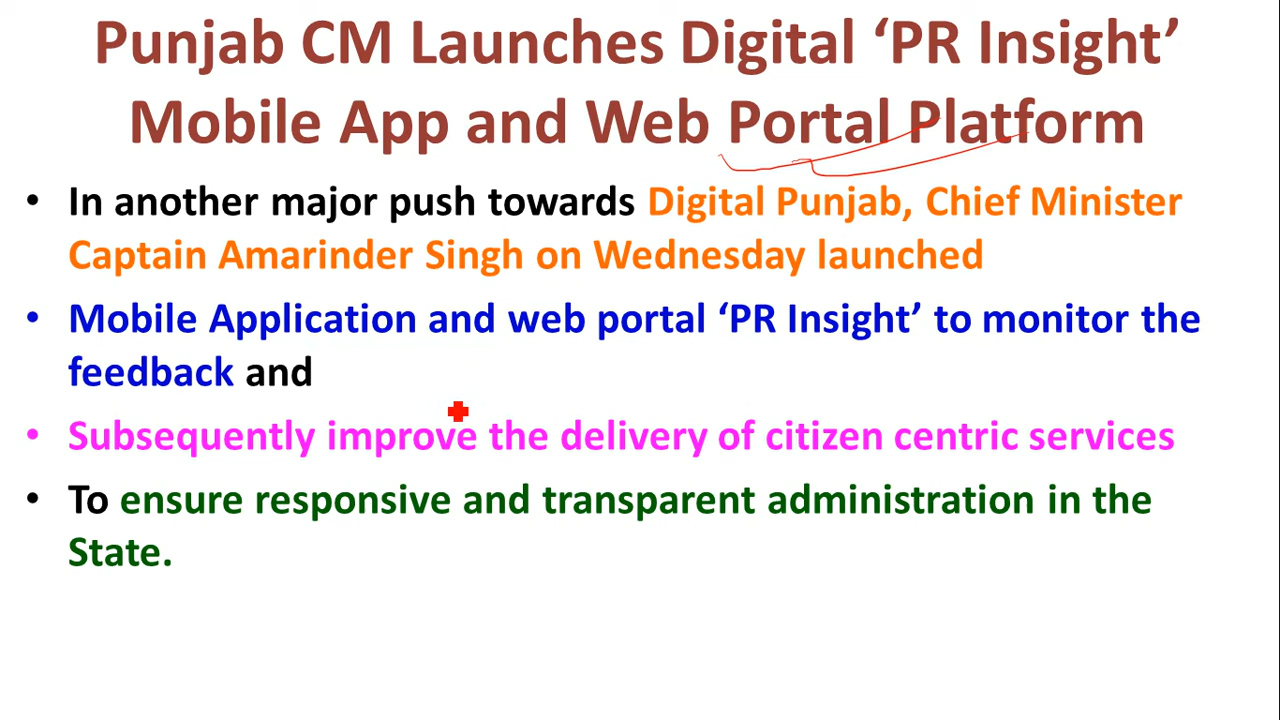 Punjab CM Launches Digital ‘PR Insight’
Mobile App and Web Portal Platform
• In another major push towards Digital Punjab, Chief Minister
Captain Amarinder Singh on Wednesday launched
• Mobile Application and web portal ‘PR Insight’ to monitor the
feedback and
• Subsequently improve the delivery of citizen centric services
• To ensure responsive and transparent administration in the
State.